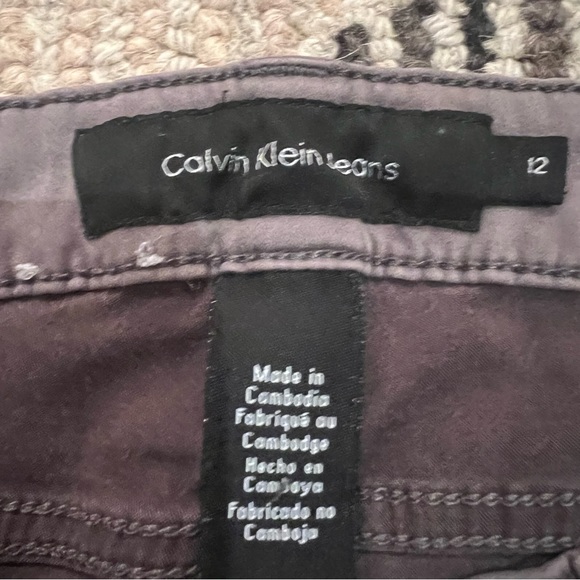 Calvin Klein Jeans
12
Made in
Cambodia
Fabriqué au
Cambodge
Hecho en
Camboya
Fabricado no
Camboja